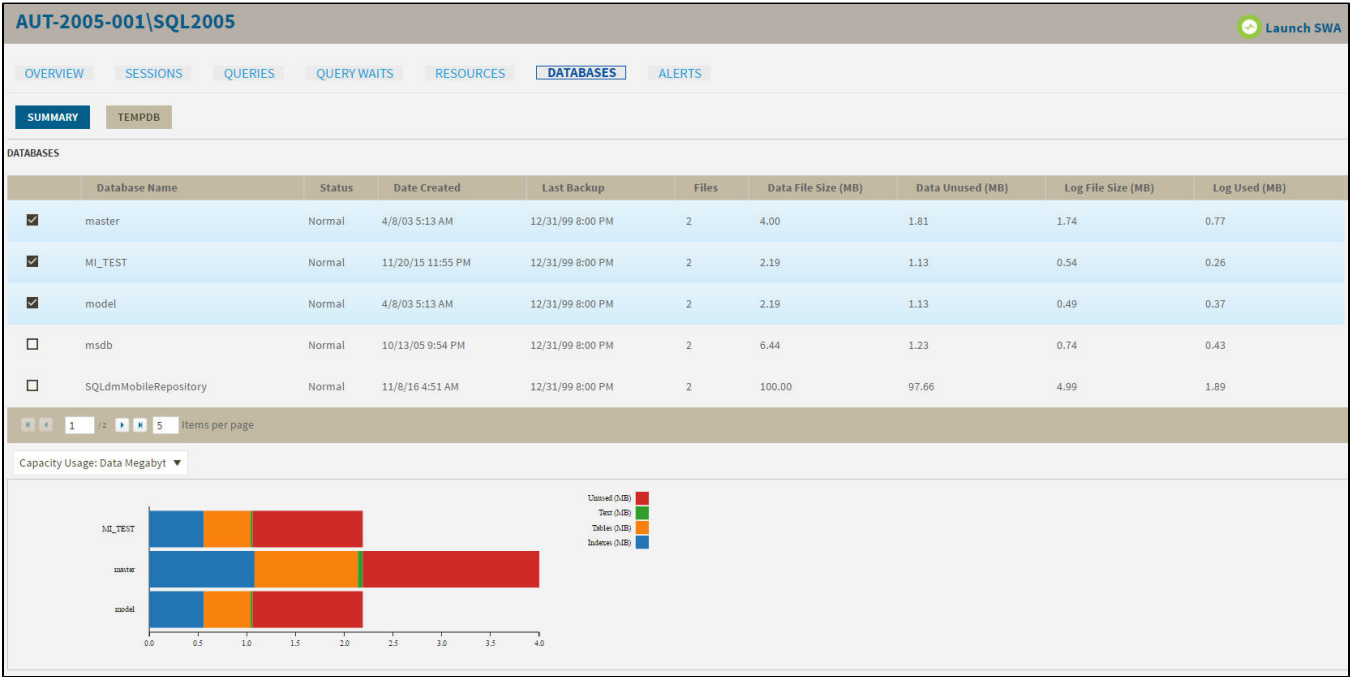 AUT-2005-001\SQL2005
Launch SWA
OVERVIEW SESSIONS QUERIES QUERY WAITS RESOURCES DATABASES ALERTS
SUMMARY TEMPDB
DATABASES
Database Name Status Date Created Last Backup Files Data File Size (MB) Data Unused (MB) Log File Size (MB) Log Used (MB)
master Normal 4/8/03 5:13 AM 12/31/99 8:00 PM 2 4.00 1.81 1.74 0.77
MI_TEST Normal 11/20/15 11:55 PM 12/31/99 8:00 PM 2 2.19 1.13 0.54 0.26
model Normal 4/8/03 5:13 AM 12/31/99 8:00 PM 2 2.19 1.13 0.49 0.37
msdb Normal 10/13/05 9:54 PM 12/31/99 8:00 PM 2 6.44 1.23 0.74 0.43
SQLdmMobileRepository Normal 11/8/16 4:51 AM 12/31/99 8:00 PM 2 100.00 97.66 4.99 1.89
1 /2 5 Items per page
Capacity Usage: Data Megabyt
Unused (MB)
Text (MB)
Tables (MB)
Indexes (MB)
MI_TEST
master
model
0.0 0.5 1.0 1.5 2.0 2.5 3.0 3.5 4.0